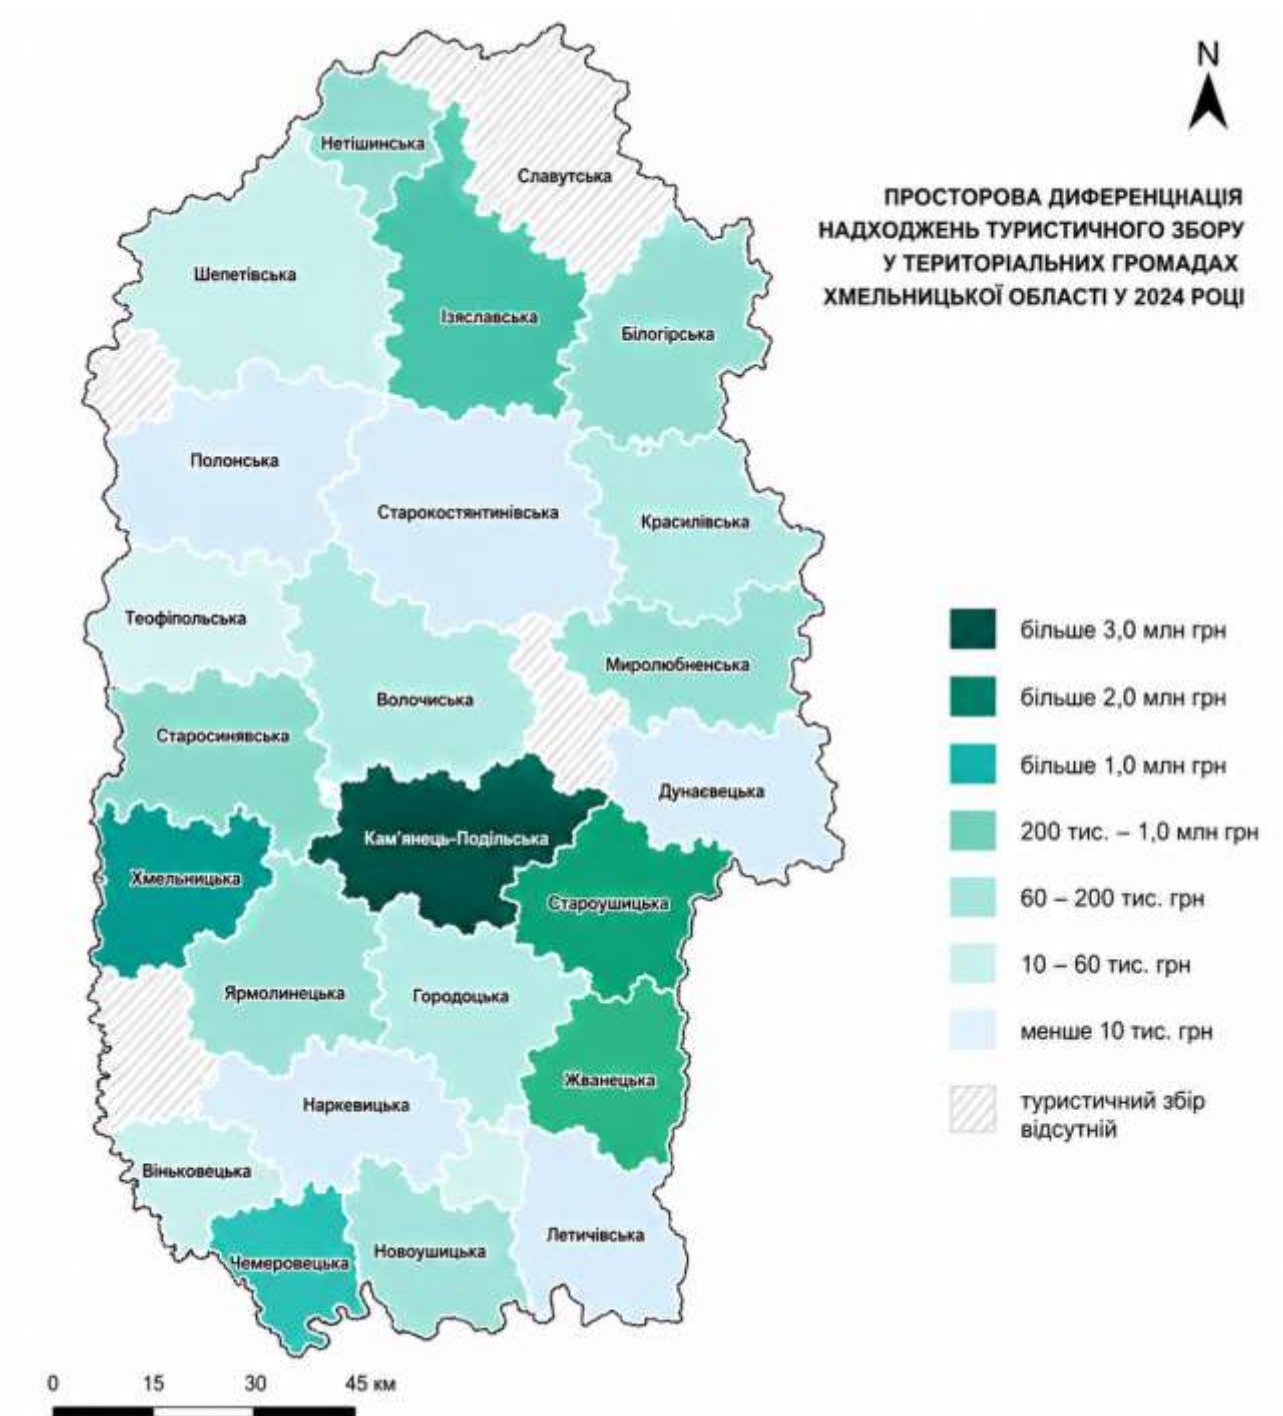 N
ПРОСТОРОВА ДИФЕРЕНЦНАЦІЯ
НАДХОДЖЕНЬ ТУРИСТИЧНОГО ЗБОРУ
У ТЕРИТОРІАЛЬНИХ ГРОМАДАХ
ХМЕЛЬНИЦЬКОЇ ОБЛАСТІ У 2024 РОЦІ
Нетішинська
Славутська
Шепетівська
Ізяславська
Білогірська
Полонська
Старокостянтинівська
Красилівська
Теофіпольська
Миролюбненська
Волочиська
Старосинявська
Дунаєвецька
Кам'янець-Подільська
Хмельницька
Староушицька
Ярмолинецька
Городоцька
Жванецька
Наркевицька
Віньковецька
Летичівська
Новоушицька
Чемеровецька
більше 3,0 млн грн
більше 2,0 млн грн
більше 1,0 млн грн
200 тис. – 1,0 млн грн
60 – 200 тис. грн
10 – 60 тис. грн
менше 10 тис. грн
туристичний збір
відсутній
0 15 30 45 км